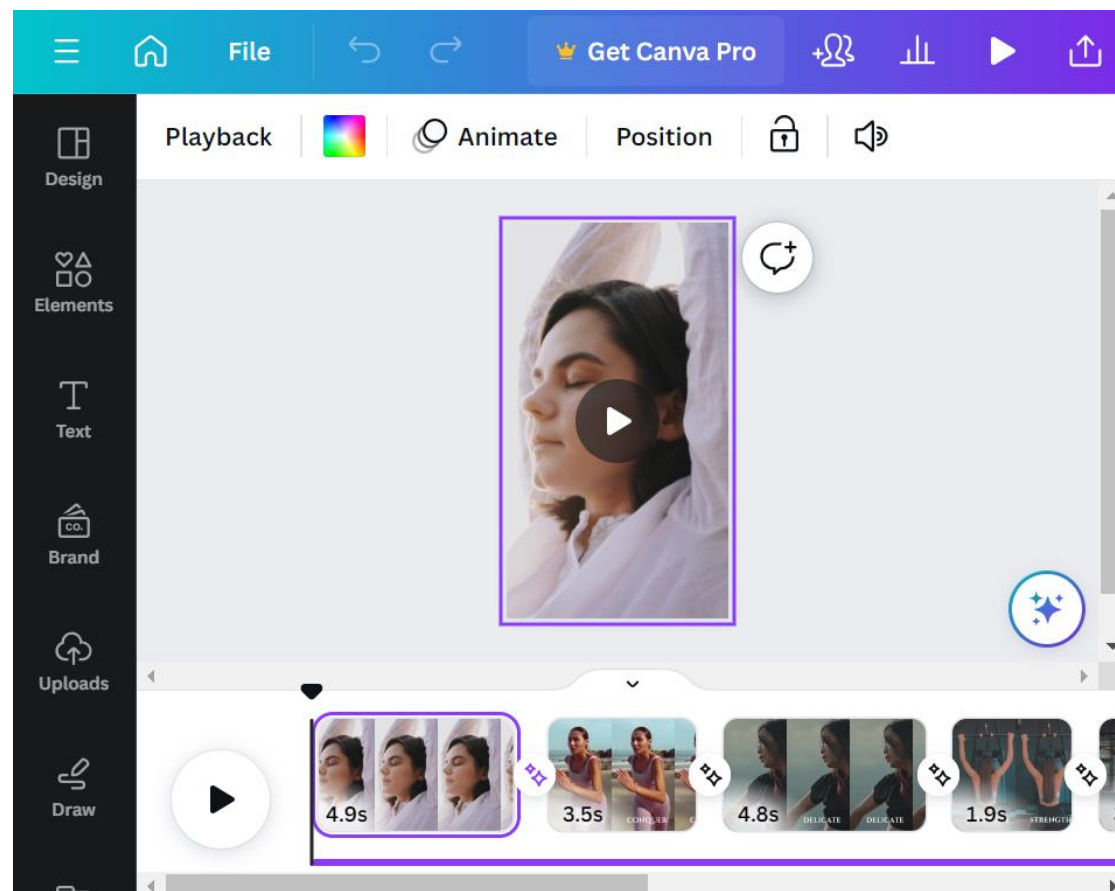 File
Get Canva Pro
Playback
Animate
Position
Design
Elements
Text
CO.
Brand
Uploads
Draw
4.9s
3.5s
CONQUER
4.8s
DELICATE
DELICATE
1.9s
STRENGTH